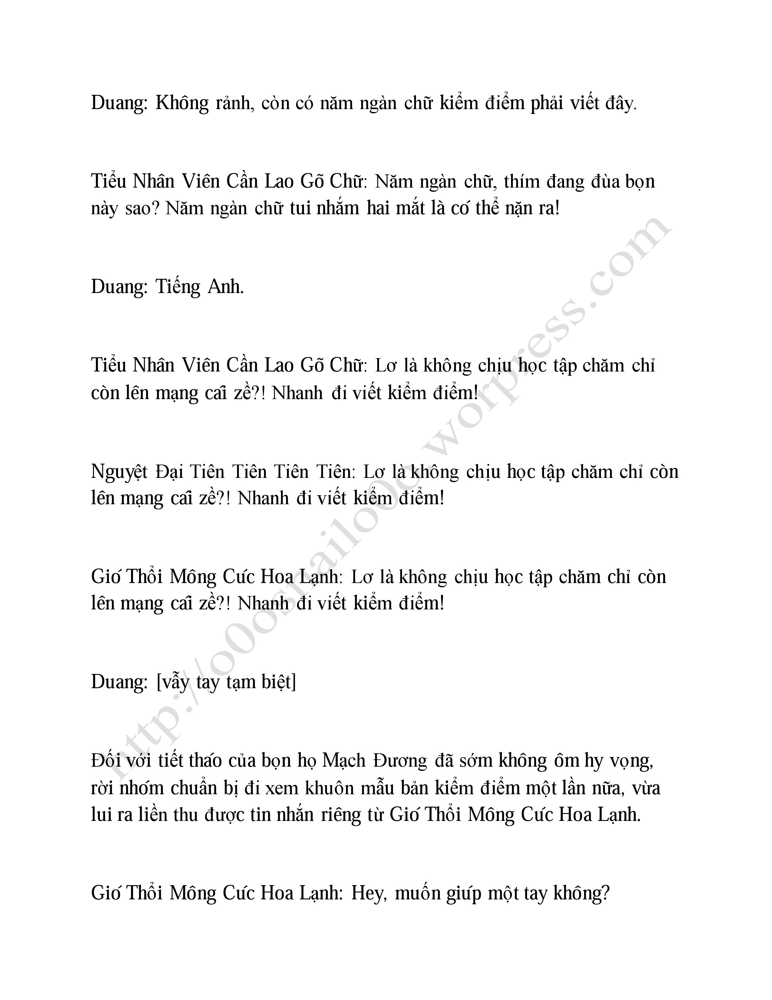 Duang: Không rảnh, còn có năm ngàn chữ kiểm điểm phải viết đây.
Tiểu Nhân Viên Cần Lao Gõ Chữ: Năm ngàn chữ, thím đang đùa bọn
này sao? Năm ngàn chữ tui nhắm hai mắt là có thể nặn ra!
Duang: Tiếng Anh.
Tiểu Nhân Viên Cần Lao Gõ Chữ: Lơ là không chịu học tập chăm chỉ
còn lên mạng cái zề?! Nhanh đi viết kiểm điểm!
Nguyệt Đại Tiên Tiên Tiên Tiên: Lơ là không chịu học tập chăm chỉ còn
lên mạng cái zề?! Nhanh đi viết kiểm điểm!
Gió Thổi Mông Cúc Hoa Lạnh: Lơ là không chịu học tập chăm chỉ còn
lên mạng cái zề?! Nhanh đi viết kiểm điểm!
Duang: [vẫy tay tạm biệt]
Đối với tiết tháo của bọn họ Mạch Đương đã sớm không ôm hy vọng,
rời nhóm chuẩn bị đi xem khuôn mẫu bản kiểm điểm một lần nữa, vừa
lui ra liền thu được tin nhắn riêng từ Gió Thổi Mông Cúc Hoa Lạnh.
Gió Thổi Mông Cúc Hoa Lạnh: Hey, muốn giúp một tay không?
http://o0osnailo0o.worpress.com